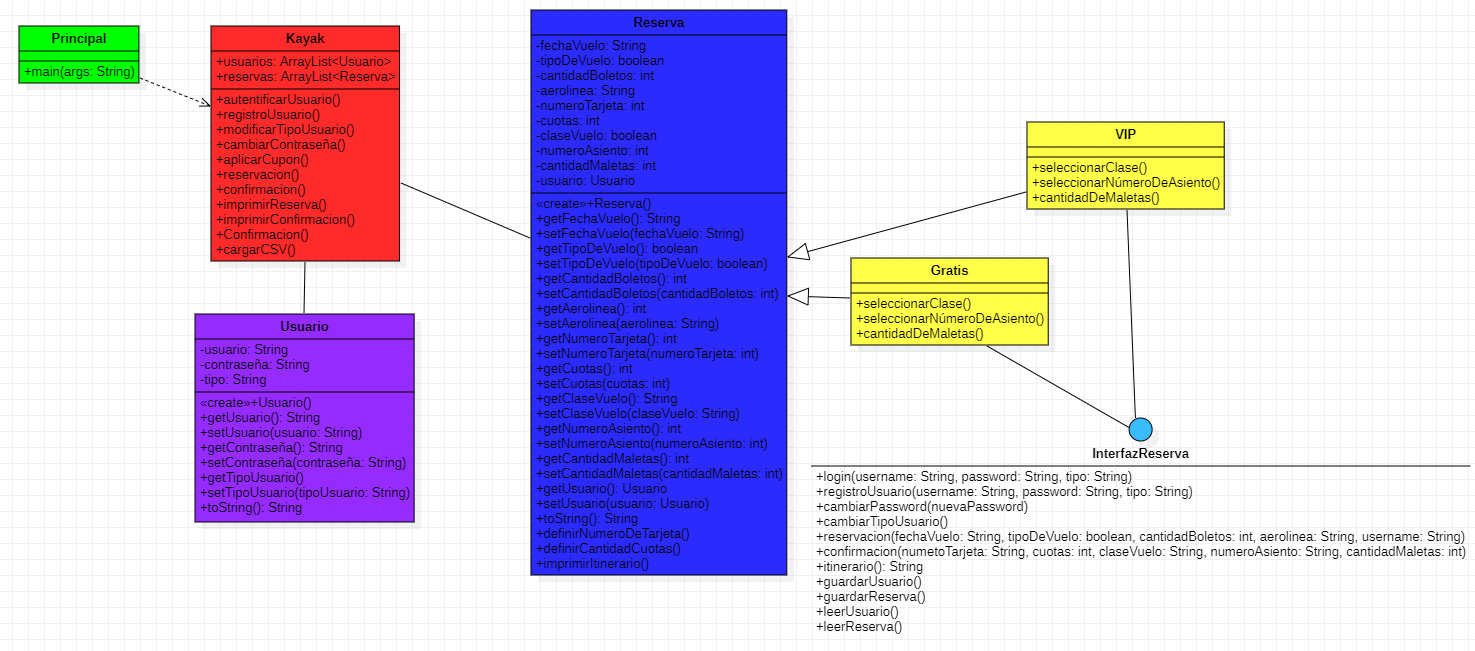 Principal
+main(args: String)
Kayak
+usuarios: ArrayList<Usuario>
+reservas: ArrayList<Reserva>
+autentificarUsuario()
+registroUsuario()
+modificarTipoUsuario()
+cambiarContraseña()
+aplicarCupon()
+reservacion()
+confirmacion()
+imprimirReserva()
+imprimirConfirmacion()
+Confirmacion()
+cargarCSV()
Usuario
-usuario: String
-contraseña: String
-tipo: String
«create»+Usuario()
+getUsuario(): String
+setUsuario(usuario: String)
+getContraseña(): String
+setContraseña(contraseña: String)
+getTipoUsuario()
+setTipoUsuario(tipoUsuario: String)
+toString(): String
Reserva
-fechaVuelo: String
-tipoDeVuelo: boolean
-cantidadBoletos: int
-aerolinea: String
-numeroTarjeta: int
-cuotas: int
-claseVuelo: boolean
-numeroAsiento: int
-cantidadMaletas: int
-usuario: Usuario
«create»+Reserva()
+getFechaVuelo(): String
+setFechaVuelo(fechaVuelo: String)
+getTipoDeVuelo(): boolean
+setTipoDeVuelo(tipoDeVuelo: boolean)
+getCantidadBoletos(): int
+setCantidadBoletos(cantidadBoletos: int)
+getAerolinea(): int
+setAerolinea(aerolinea: String)
+getNumeroTarjeta(): int
+setNumeroTarjeta(numeroTarjeta: int)
+getCuotas(): int
+setCuotas(cuotas: int)
+getClaseVuelo(): String
+setClaseVuelo(claseVuelo: String)
+getNumeroAsiento(): int
+setNumeroAsiento(numeroAsiento: int)
+getCantidadMaletas(): int
+setCantidadMaletas(cantidadMaletas: int)
+getUsuario(): Usuario
+setUsuario(usuario: Usuario)
+toString(): String
+definirNumeroDeTarjeta()
+definirCantidadCuotas()
+imprimirItinerario()
VIP
+seleccionarClase()
+seleccionarNúmeroDeAsiento()
+cantidadDeMaletas()
Gratis
+seleccionarClase()
+seleccionarNúmeroDeAsiento()
+cantidadDeMaletas()
InterfazReserva
+login(username: String, password: String, tipo: String)
+registroUsuario(username: String, password: String, tipo: String)
+cambiarPassword(nuevaPassword)
+cambiarTipoUsuario()
+reservacion(fechaVuelo: String, tipoDeVuelo: boolean, cantidadBoletos: int, aerolinea: String, username: String)
+confirmacion(numetoTarjeta: String, cuotas: int, claseVuelo: String, numeroAsiento: String, cantidadMaletas: int)
+itinerario(): String
+guardarUsuario()
+guardarReserva()
+leerUsuario()
+leerReserva()